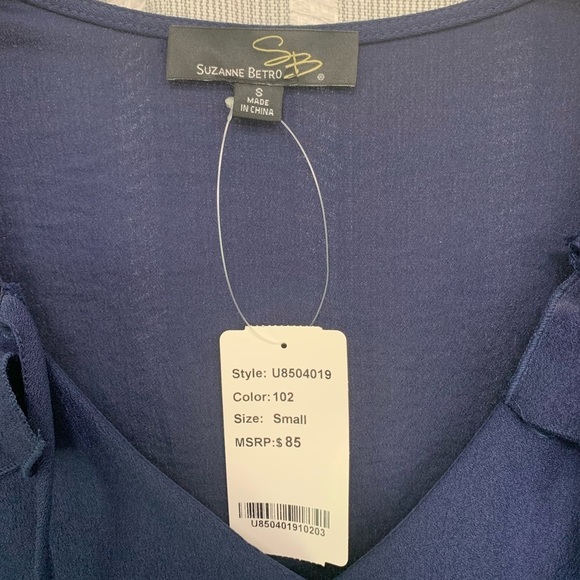 SB
SUZANNE BETRO®
S
MADE
IN CHINA
Style: U8504019
Color: 102
Size: Small
MSRP:$ 85
U850401910203